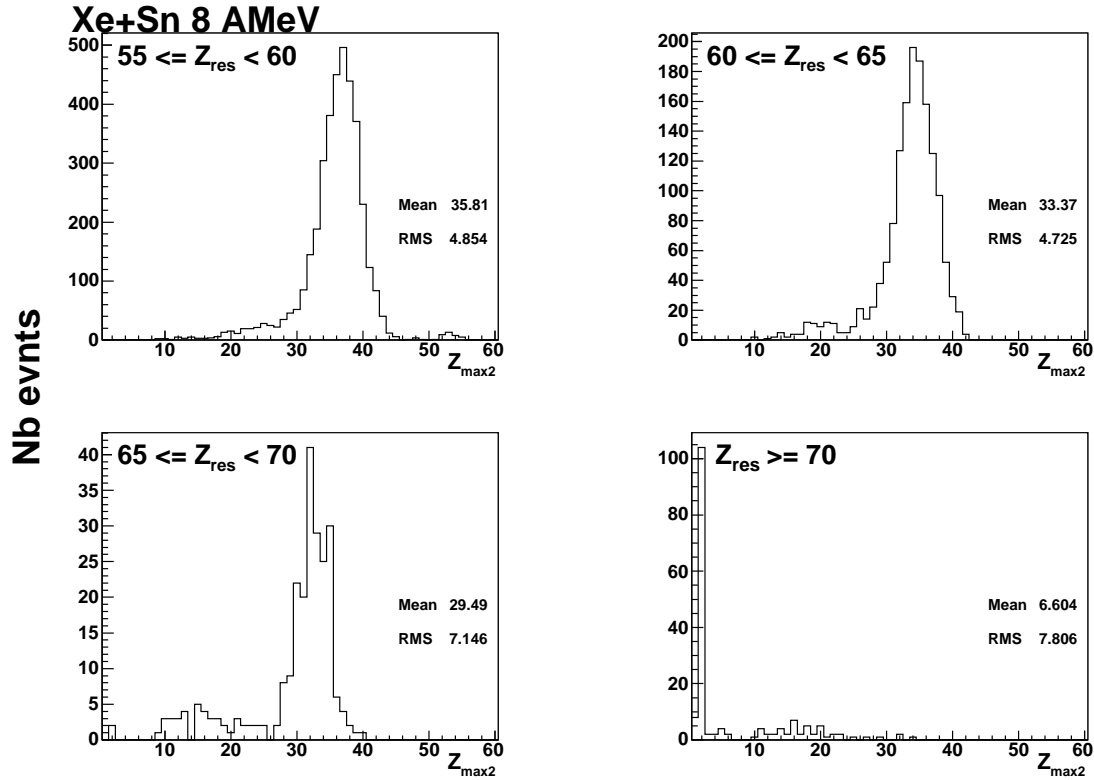 Xe+Sn 8 AMeV
Nb evnts
55 <= Zres < 60
500
400
300
200
100
0
Mean 35.81
RMS 4.854
10 20 30 40 50 60
Zmax2
60 <= Zres < 65
200
180
160
140
120
100
80
60
40
20
0
Mean 33.37
RMS 4.725
10 20 30 40 50 60
Zmax2
65 <= Zres < 70
40
35
30
25
20
15
10
5
0
Mean 29.49
RMS 7.146
10 20 30 40 50 60
Zmax2
Zres >= 70
100
80
60
40
20
0
Mean 6.604
RMS 7.806
10 20 30 40 50 60
Zmax2